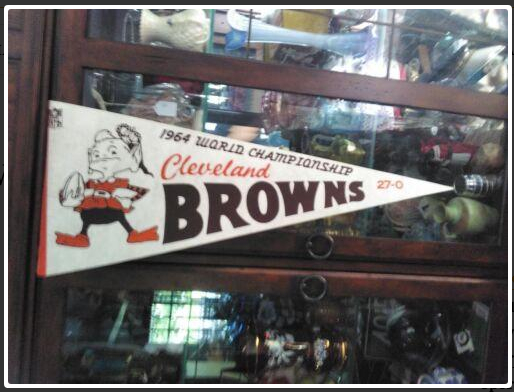 1964 WORLD CHAMPIONSHIP
Cleveland
BROWNS
27-0